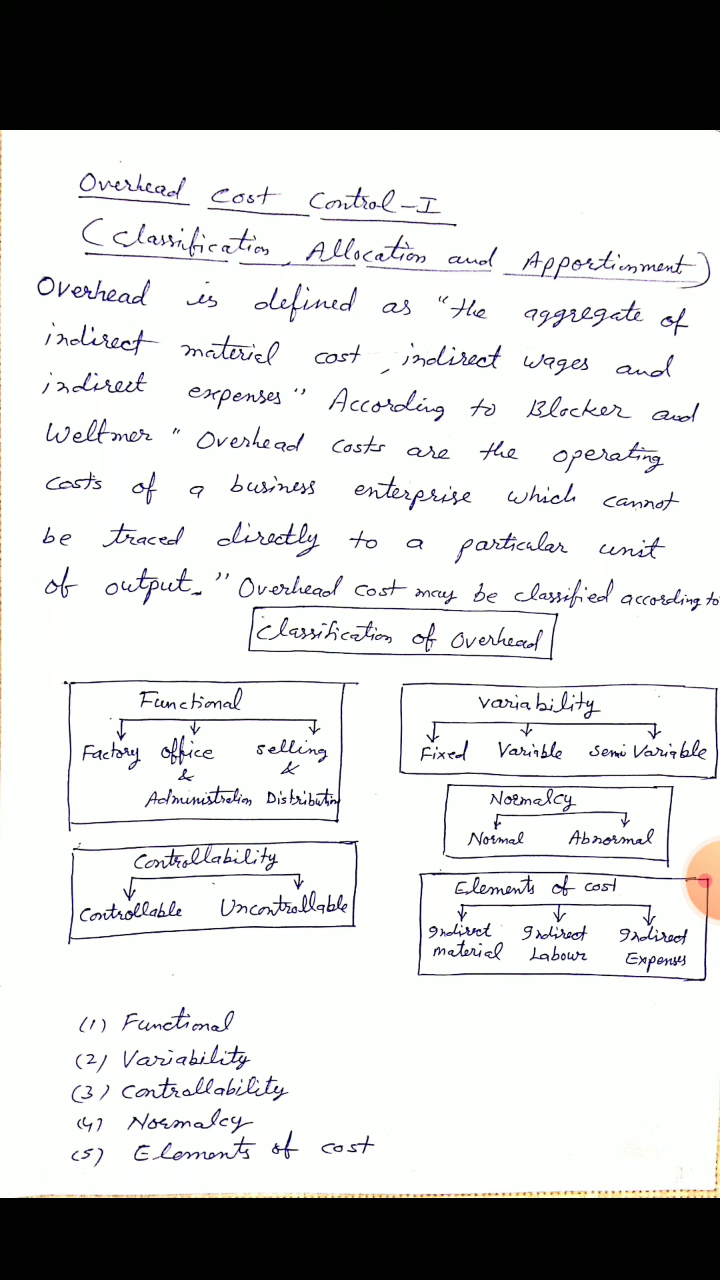 Overhead Cost Control-I
(Classification, Allocation and Apportionment)
Overhead is defined as "the aggregate of
indirect material cost, indirect wages and
indirect expenses" According to Blocker and
Weltmer "Overhead costs are the operating
costs of a business enterprise which cannot
be traced directly to a particular unit
of output." Overhead cost may be classified according to
Classification of Overhead
Functional
Factory office selling
& &
Administration Distribution
Variability
Fixed Variable Semi Variable
Normalcy
Normal Abnormal
Controllability
Controllable Uncontrollable
Elements of cost
Indirect Indirect Indirect
material Labour Expenses
(1) Functional
(2) Variability
(3) Controllability
(4) Normalcy
(5) Elements of cost